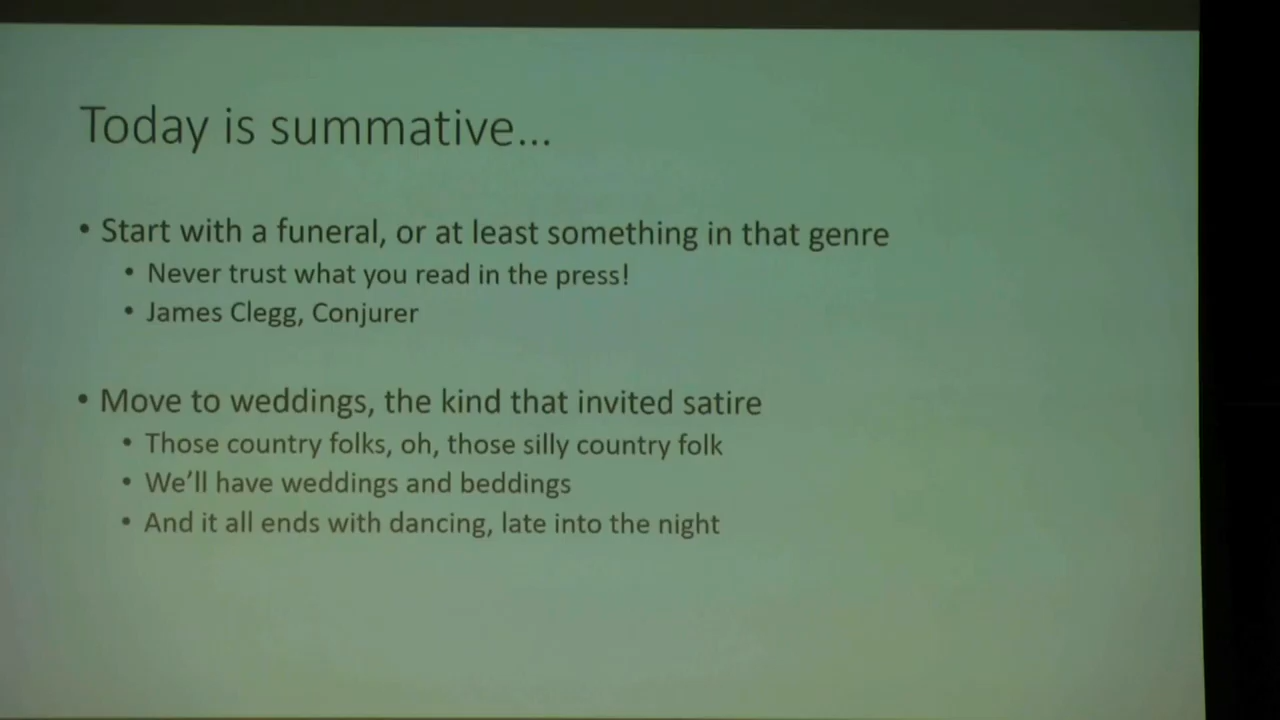 Today is summative...
• Start with a funeral, or at least something in that genre
• Never trust what you read in the press!
• James Clegg, Conjurer
• Move to weddings, the kind that invited satire
• Those country folks, oh, those silly country folk
• We'll have weddings and beddings
• And it all ends with dancing, late into the night